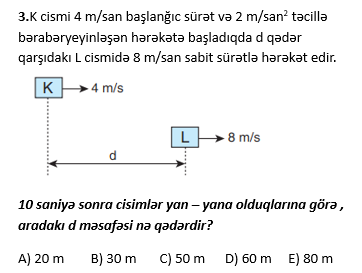 3.K cismi 4 m/san başlanğıc sürət və 2 m/san² təcillə
bərabəryeyinləşən hərəkətə başladıqda d qədər
qarşıdakı L cismidə 8 m/san sabit sürətlə hərəkət edir.
K 4 m/s
L 8 m/s
d
10 saniyə sonra cisimlər yan – yana olduqlarına görə ,
aradakı d məsafəsi nə qədərdir?
A) 20 m B) 30 m C) 50 m D) 60 m E) 80 m